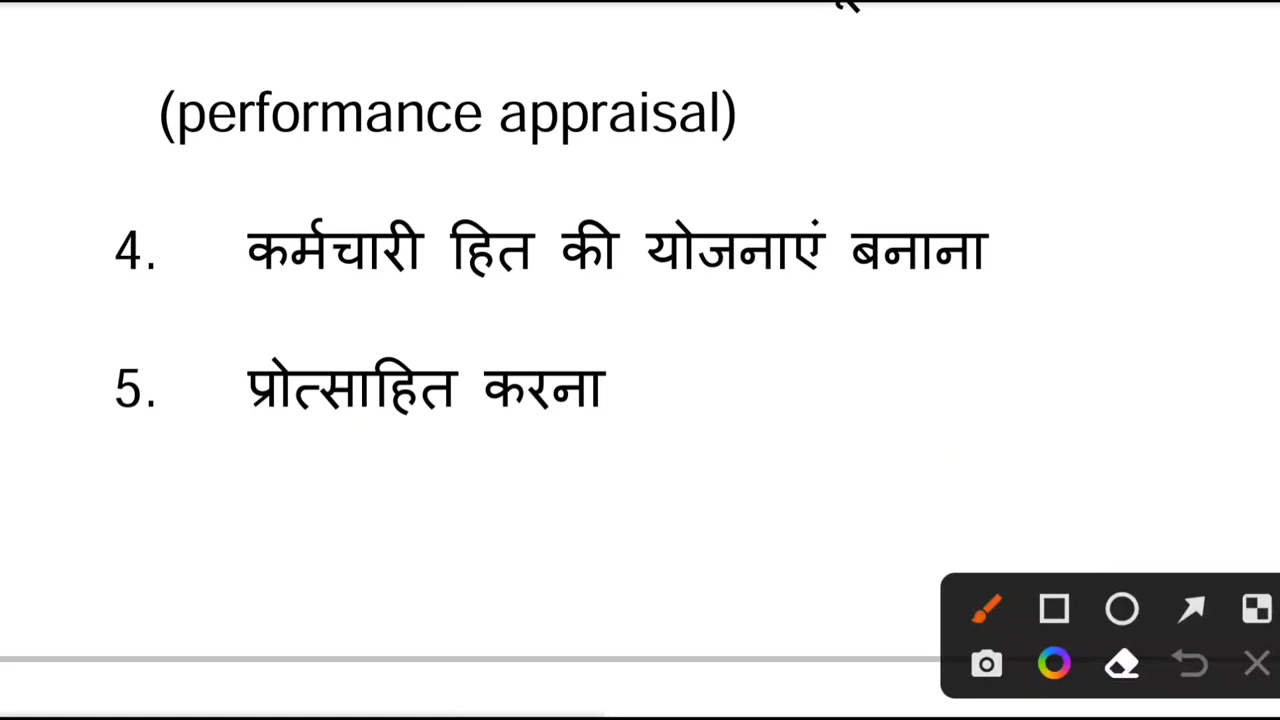 (performance appraisal)
4. कर्मचारी हित की योजनाएं बनाना
5. प्रोत्साहित करना